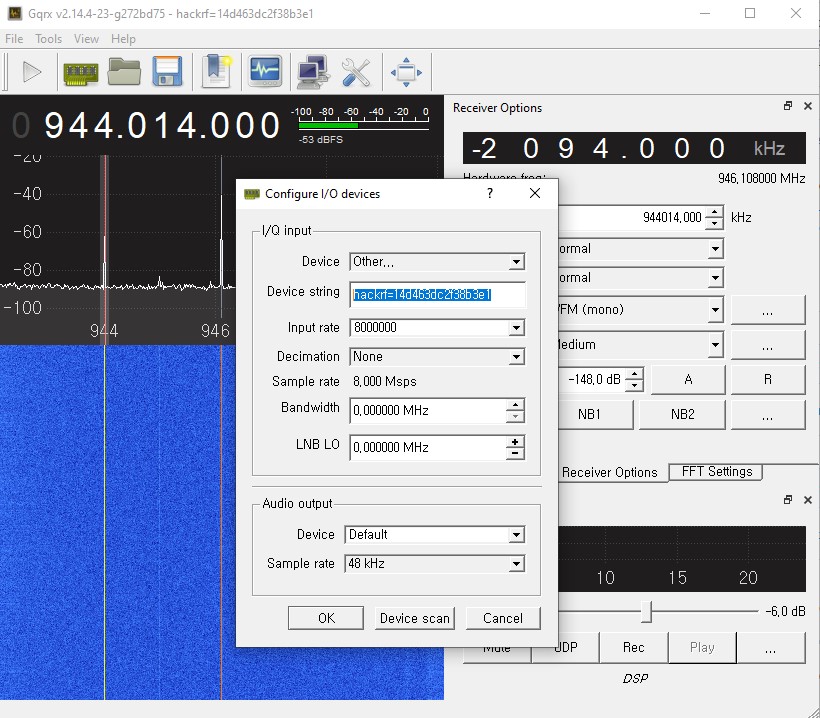 Gqrx v2.14.4-23-g272bd75 - hackrf=14d463dc2f38b3e1
File Tools View Help
0 944.014.000
-100 -80 -60 -40 -20 0
-53 dBFS
-20
-40
-60
-80
-100
944 946
Receiver Options
-2 094.000 kHz
Hardware freq: 946,108000 MHz
944014,000 kHz
ormal
ormal
FM (mono) ...
edium ...
-148,0 dB A R
NB1 NB2 ...
Receiver Options FFT Settings
10 15 20
-6,0 dB
Mute UDP Rec Play ...
DSP
Configure I/O devices ?
I/Q input
Device Other...
Device string hackrf=14d463dc2f38b3e1
Input rate 8000000
Decimation None
Sample rate 8,000 Msps
Bandwidth 0,000000 MHz
LNB LO 0,000000 MHz
Audio output
Device Default
Sample rate 48 kHz
OK Device scan Cancel